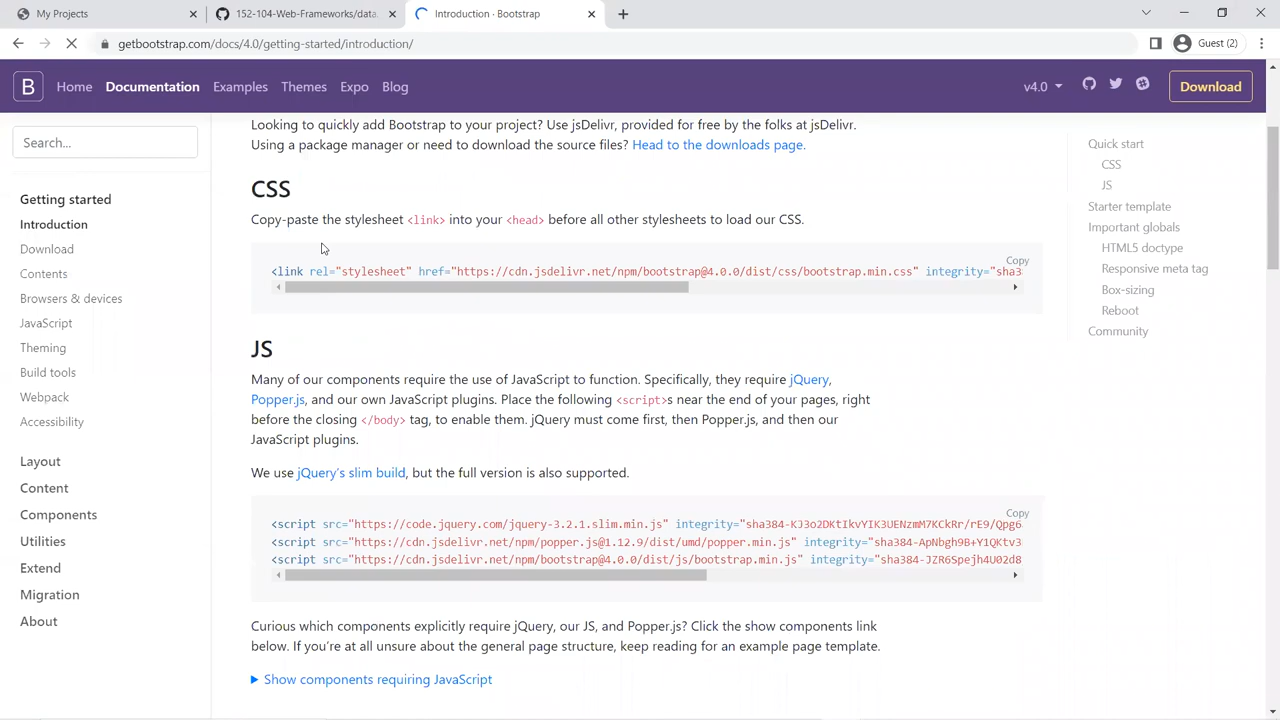 My Projects
152-104-Web-Frameworks/data.
Introduction · Bootstrap
getbootstrap.com/docs/4.0/getting-started/introduction/
Guest (2)
B
Home
Documentation
Examples
Themes
Expo
Blog
v4.0
Download
Search...
Getting started
Introduction
Download
Contents
Browsers & devices
JavaScript
Theming
Build tools
Webpack
Accessibility
Layout
Content
Components
Utilities
Extend
Migration
About
Looking to quickly add Bootstrap to your project? Use jsDelivr, provided for free by the folks at jsDelivr.
Using a package manager or need to download the source files? Head to the downloads page.
CSS
Copy-paste the stylesheet <link> into your <head> before all other stylesheets to load our CSS.
Copy
<link rel="stylesheet" href="https://cdn.jsdelivr.net/npm/bootstrap@4.0.0/dist/css/bootstrap.min.css" integrity="sha3
JS
Many of our components require the use of JavaScript to function. Specifically, they require jQuery,
Popper.js, and our own JavaScript plugins. Place the following <script>s near the end of your pages, right
before the closing </body> tag, to enable them. jQuery must come first, then Popper.js, and then our
JavaScript plugins.
We use jQuery's slim build, but the full version is also supported.
Copy
<script src="https://code.jquery.com/jquery-3.2.1.slim.min.js" integrity="sha384-KJ3o2DKtIkvYIK3UENzmM7KCkRr/rE9/Qpg6
<script src="https://cdn.jsdelivr.net/npm/popper.js@1.12.9/dist/umd/popper.min.js" integrity="sha384-ApNbgh9B+Y1QKtv3
<script src="https://cdn.jsdelivr.net/npm/bootstrap@4.0.0/dist/js/bootstrap.min.js" integrity="sha384-JZR6Spejh4U02d8
Curious which components explicitly require jQuery, our JS, and Popper.js? Click the show components link
below. If you're at all unsure about the general page structure, keep reading for an example page template.
Show components requiring JavaScript
Quick start
CSS
JS
Starter template
Important globals
HTML5 doctype
Responsive meta tag
Box-sizing
Reboot
Community